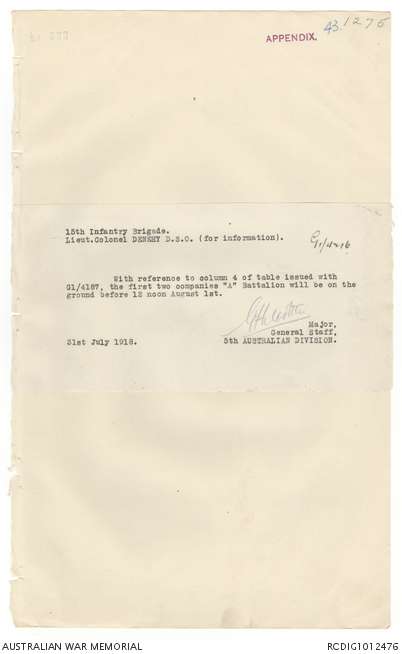 43. 1276
APPENDIX.
15th Infantry Brigade.
Lieut.Colonel DENEHY D.S.O. (for information).
With reference to column 4 of table issued with
G1/4187, the first two companies "A" Battalion will be on
the ground before 12 noon August 1st.
Major,
General Staff,
31st July 1918.
5th AUSTRALIAN DIVISION.
AUSTRALIAN WAR MEMORIAL
RCDIG1012476